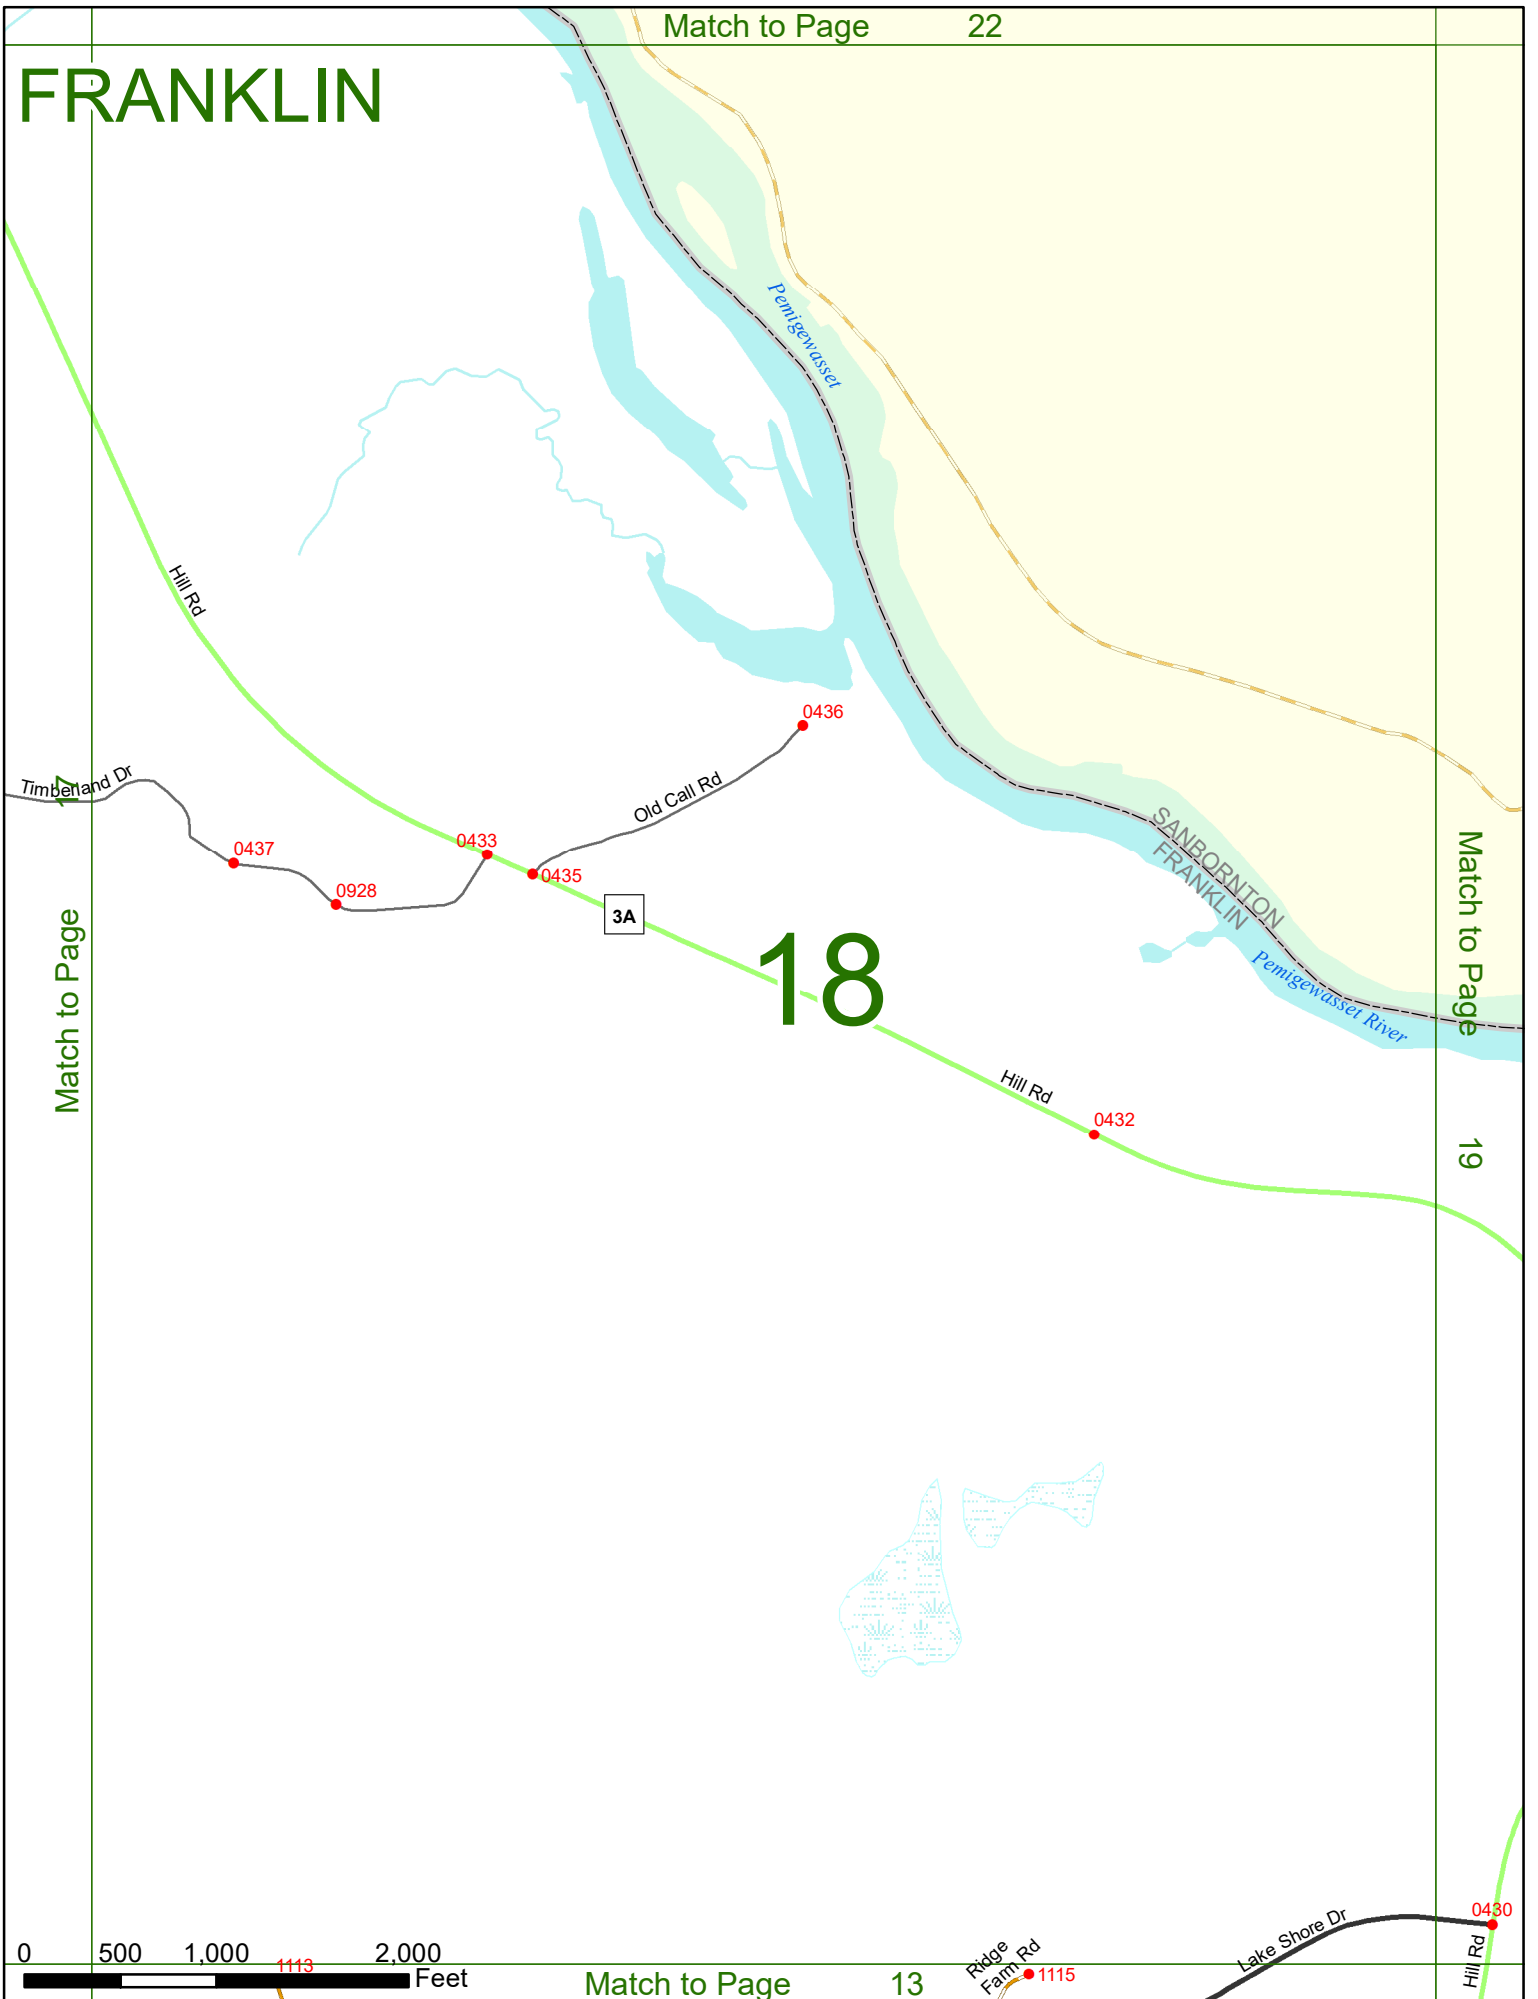 Match to Page 22
FRANKLIN
Pemigewasset
Hill Rd
0436
Timberland Dr
Old Call Rd
17
0437
0433
0435
0928
3A
SANBORNTON
FRANKLIN
Match to Page
18
Pemigewasset River
Match to Page
19
Hill Rd
0432
0430
Lake Shore Dr
Hill Rd
Ridge
Farm Rd
1115
0 500 1,000 2,000
Feet
1113
Match to Page 13